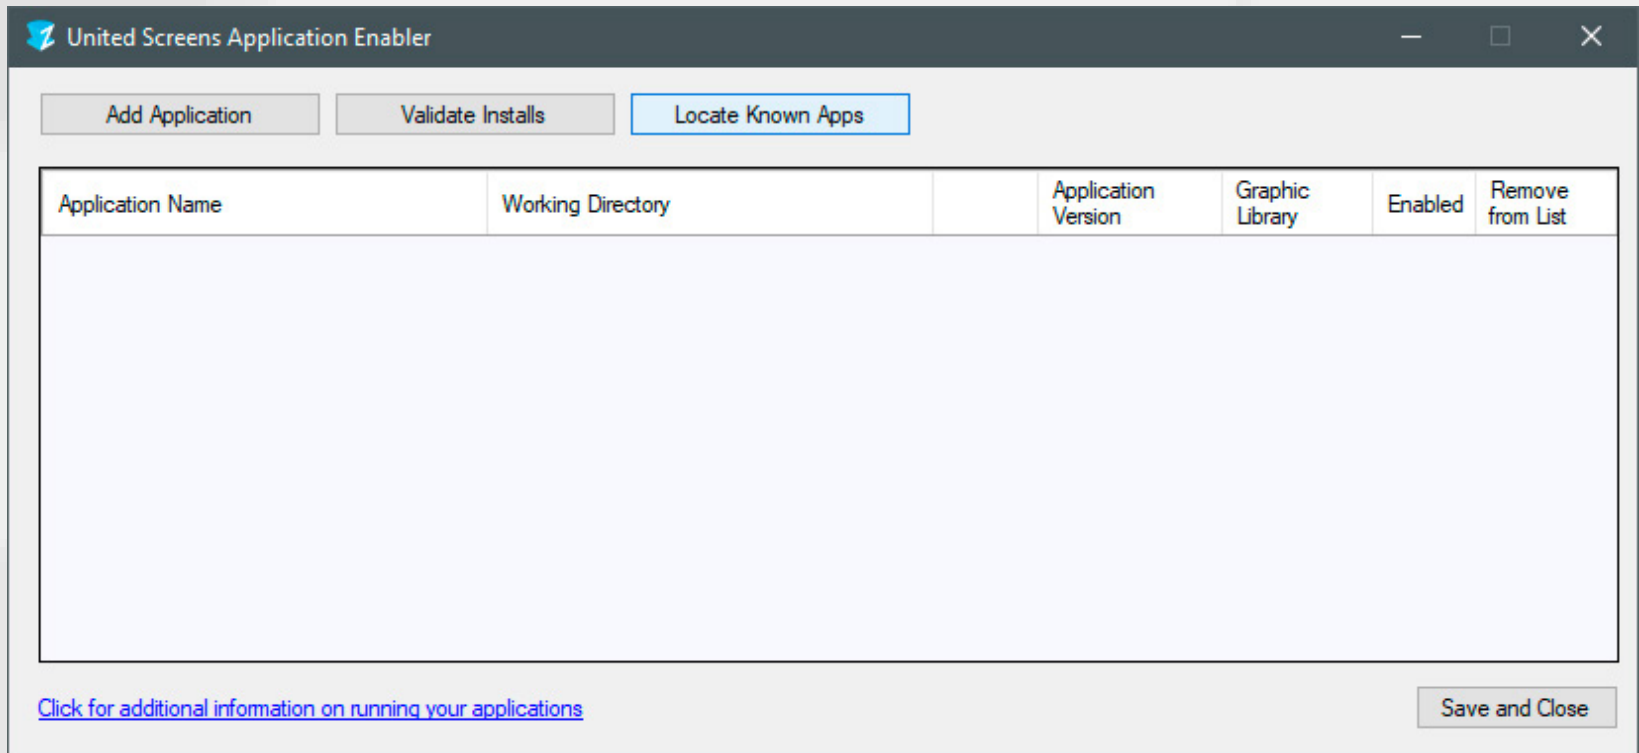 United Screens Application Enabler
Add Application
Validate Installs
Locate Known Apps
Application Name
Working Directory
Application
Version
Graphic
Library
Enabled
Remove
from List
Click for additional information on running your applications
Save and Close